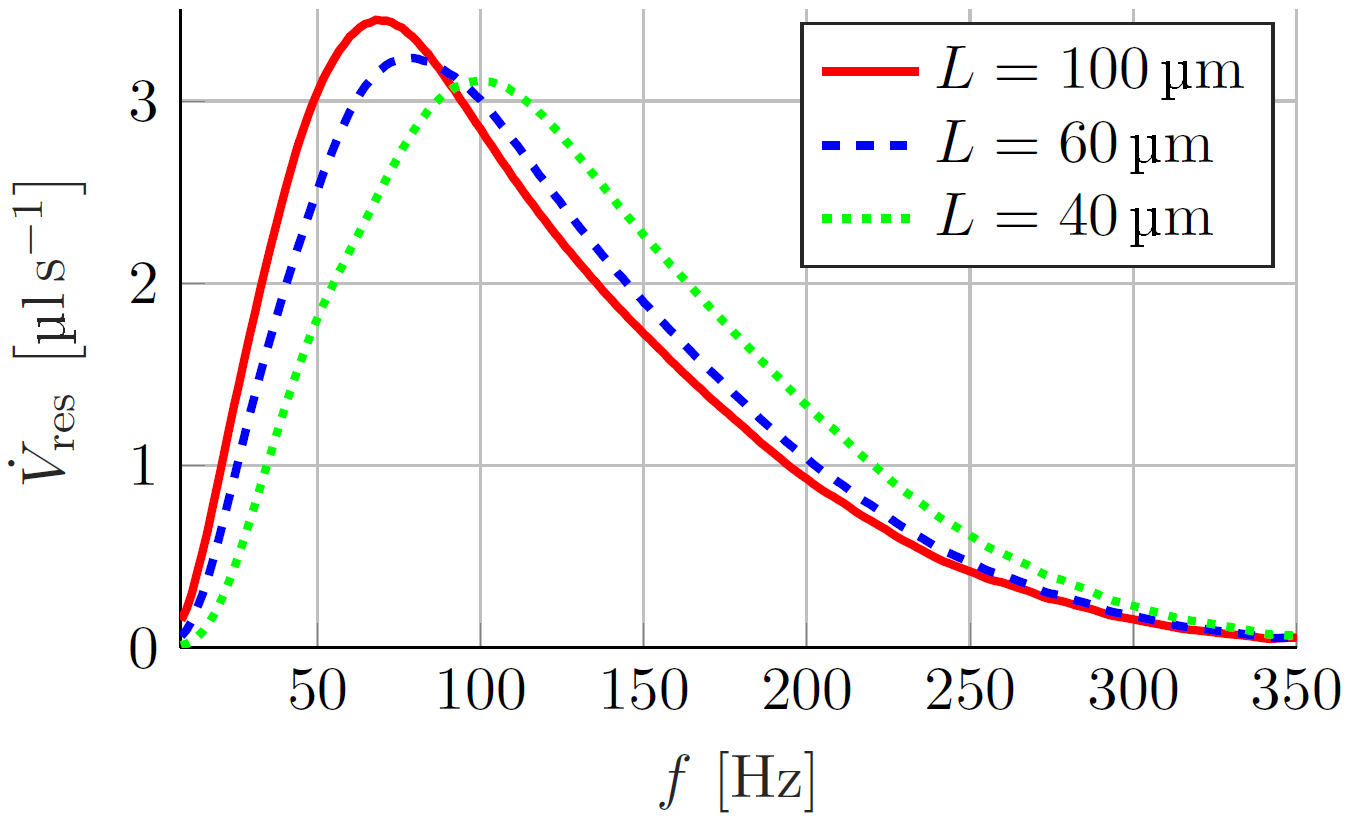 3
2
1
0
V̇res [µl s−1]
L = 100 µm
L = 60 µm
L = 40 µm
50 100 150 200 250 300 350
f [Hz]